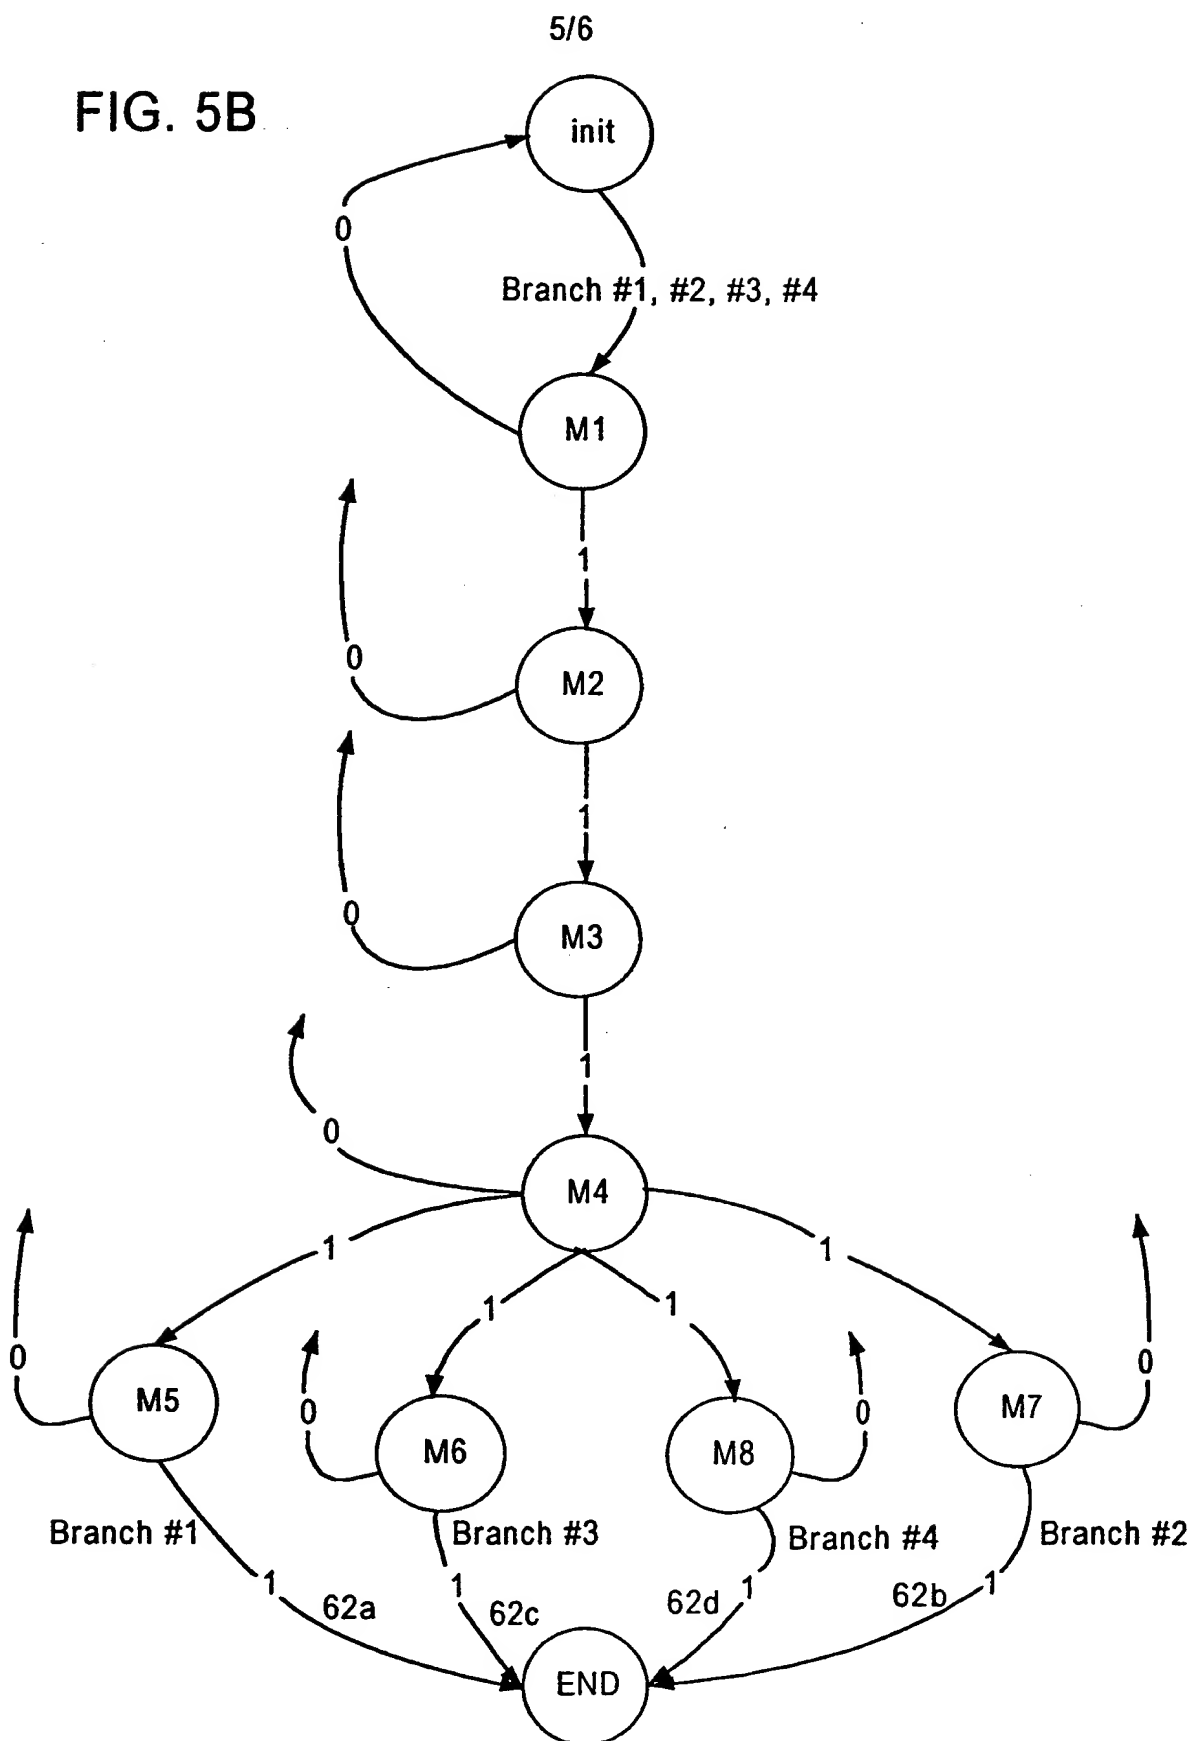 5/6
FIG. 5B
init
0
Branch #1, #2, #3, #4
M1
1
0
M2
1
0
M3
1
0
M4
1
1
1
1
0
M5
0
M6
M8
0
M7
0
Branch #1
Branch #3
Branch #4
Branch #2
1
62a
1
62c
62d
1
62b
1
END